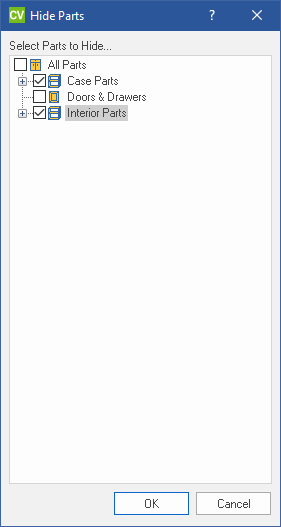 CV Hide Parts ?
Select Parts to Hide...
All Parts
Case Parts
Doors & Drawers
Interior Parts
OK Cancel